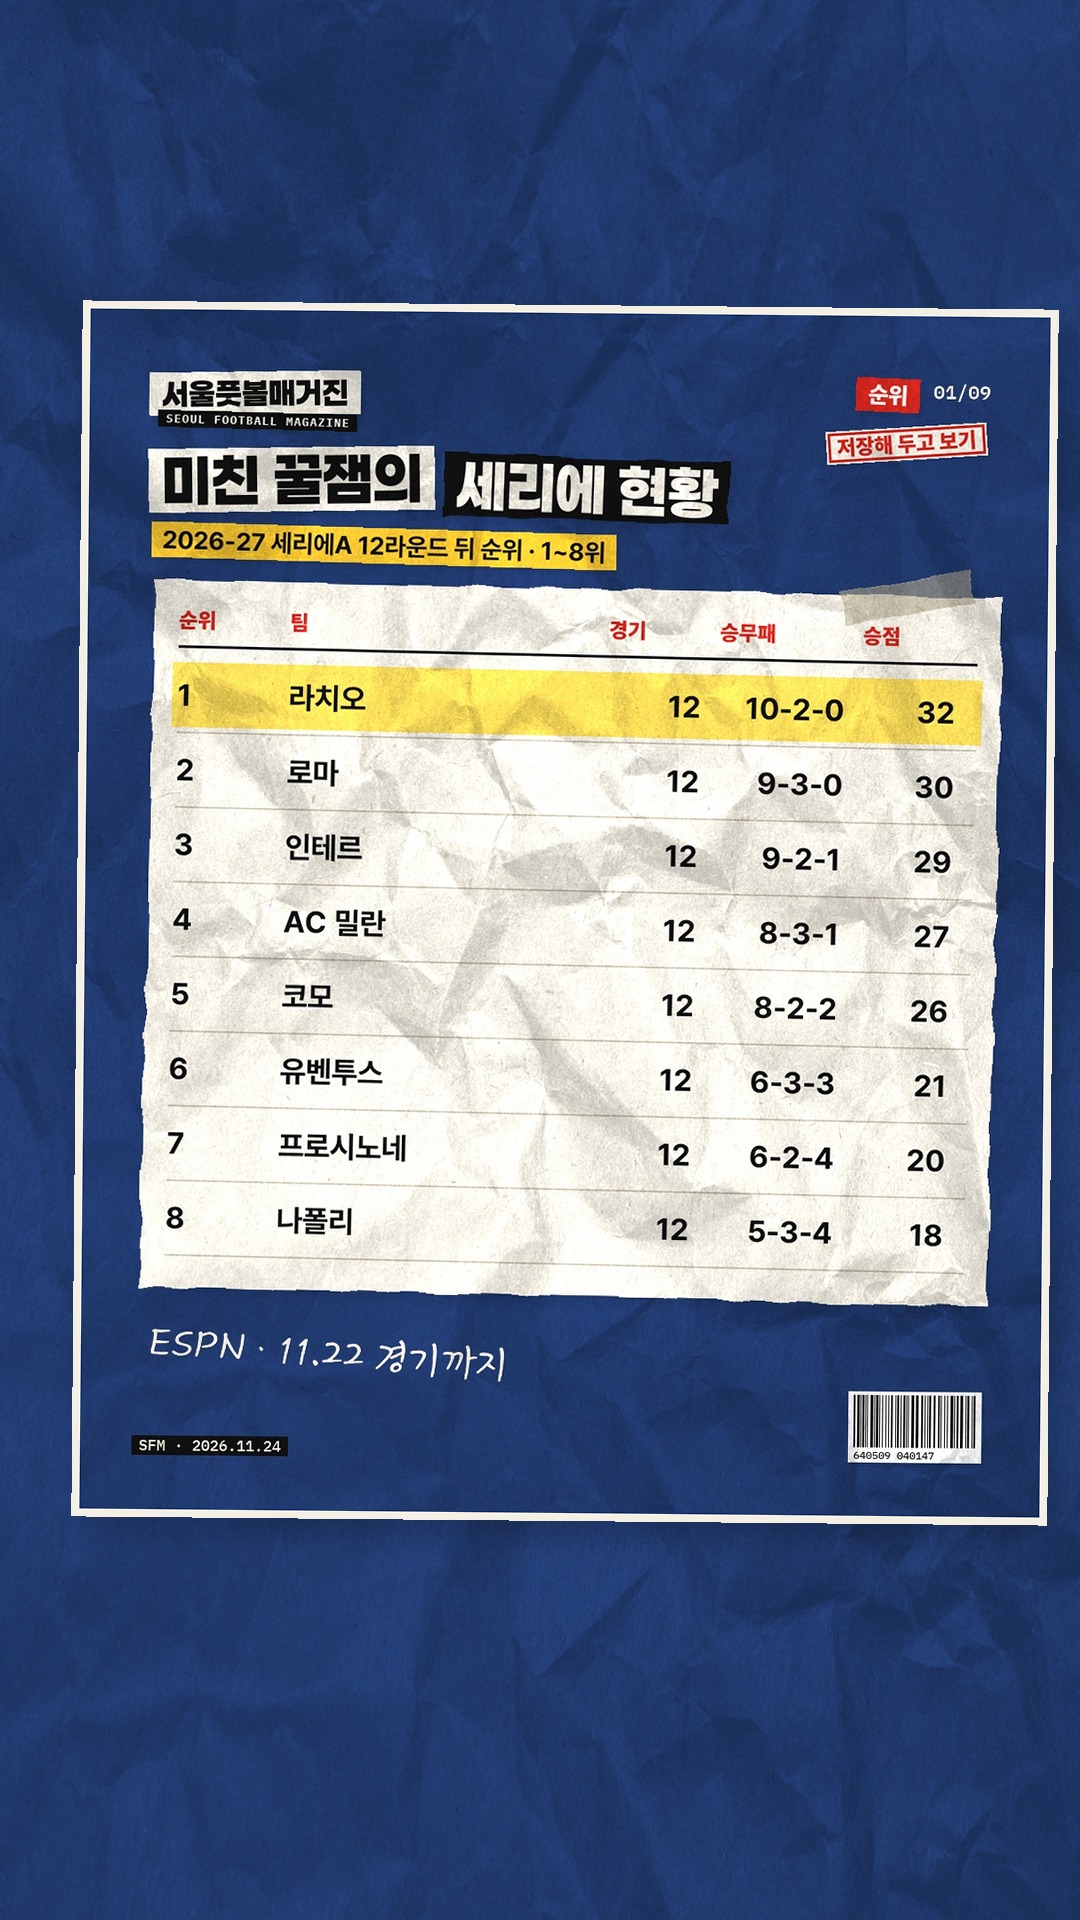 서울풋볼매거진
SEOUL FOOTBALL MAGAZINE
순위 01/09
저장해 두고 보기
미친 꿀잼의 세리에 현황
2026-27 세리에A 12라운드 뒤 순위 · 1~8위
순위 팀 경기 승무패 승점
1 라치오 12 10-2-0 32
2 로마 12 9-3-0 30
3 인테르 12 9-2-1 29
4 AC 밀란 12 8-3-1 27
5 코모 12 8-2-2 26
6 유벤투스 12 6-3-3 21
7 프로시노네 12 6-2-4 20
8 나폴리 12 5-3-4 18
ESPN · 11.22 경기까지
SFM · 2026.11.24
640509 040147